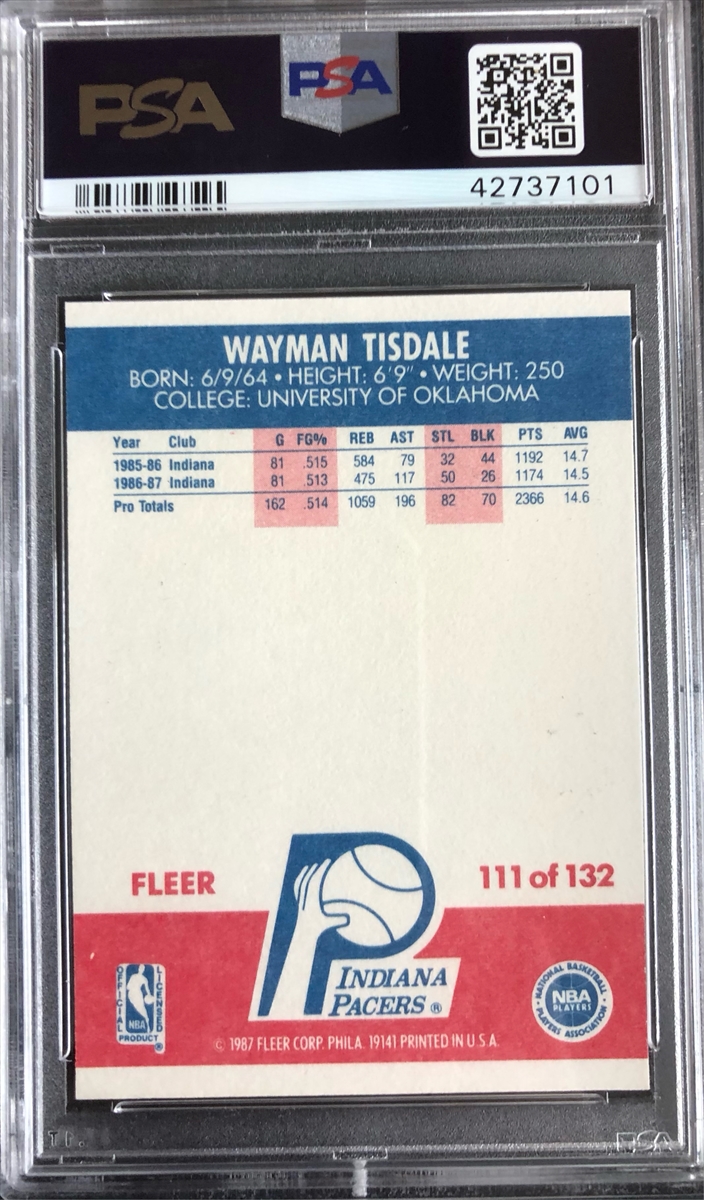 PSA
PSA
42737101
WAYMAN TISDALE
BORN: 6/9/64 • HEIGHT: 6'9" • WEIGHT: 250
COLLEGE: UNIVERSITY OF OKLAHOMA
Year Club G FG% REB AST STL BLK PTS AVG
1985-86 Indiana 81 .515 584 79 32 44 1192 14.7
1986-87 Indiana 81 .513 475 117 50 26 1174 14.5
Pro Totals 162 .514 1059 196 82 70 2366 14.6
FLEER
111 of 132
INDIANA
PACERS ®
OFFICIAL LICENSED
NBA
PRODUCT ®
NATIONAL BASKETBALL
NBA
PLAYERS
PLAYERS ASSOCIATION
© 1987 FLEER CORP. PHILA. 19141 PRINTED IN U.S.A.
PSA